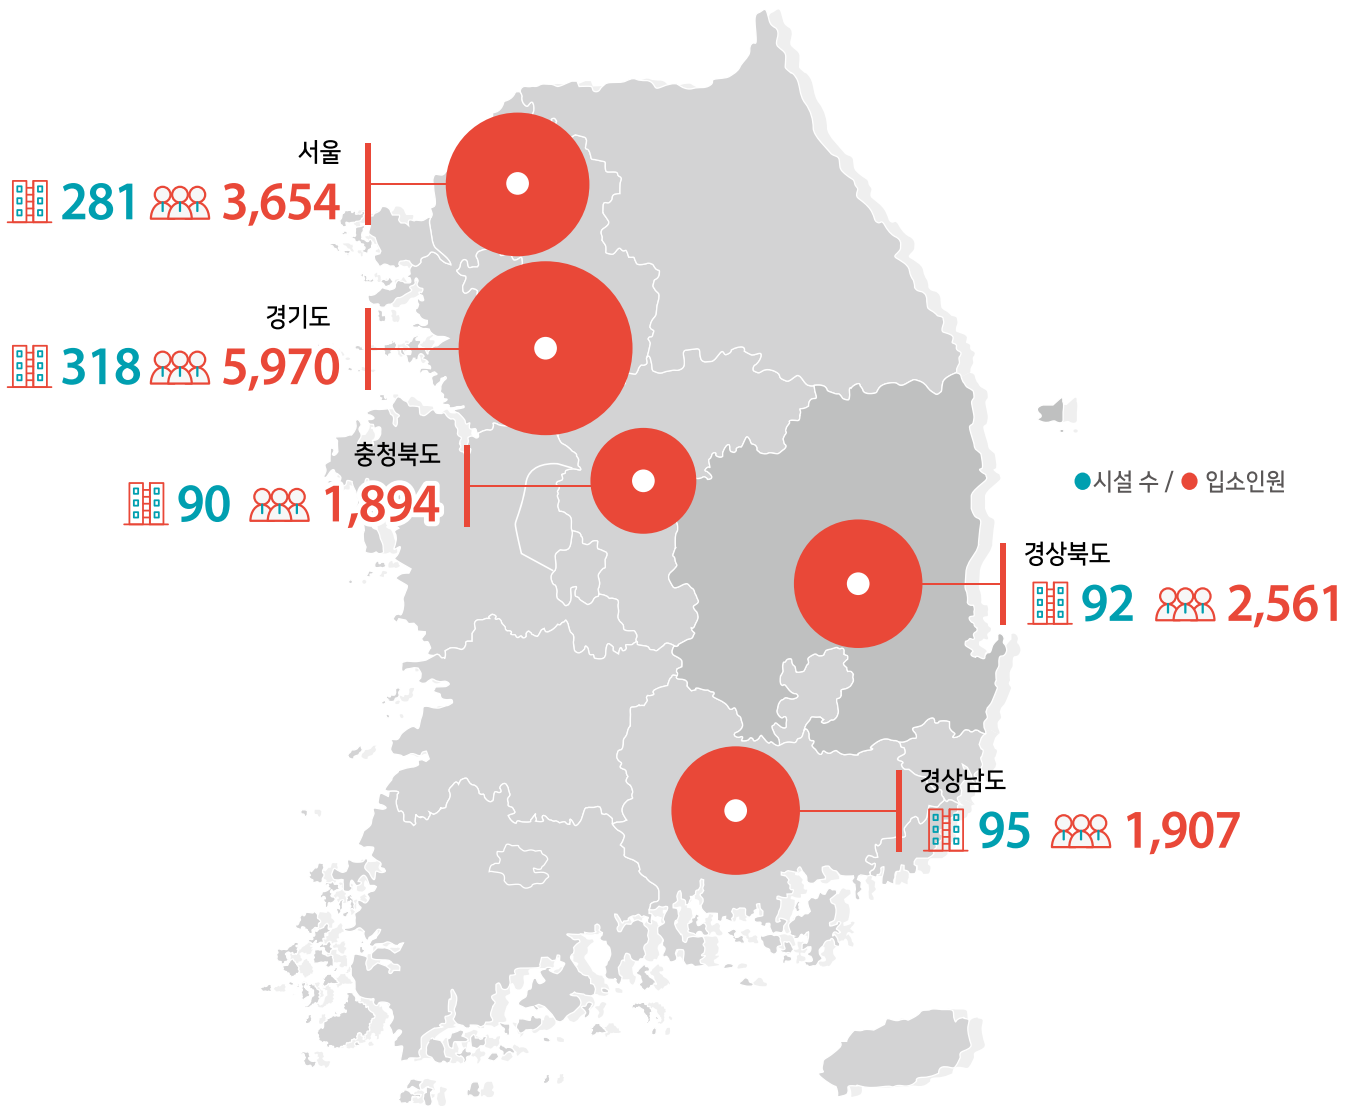 서울
281 3,654
경기도
318 5,970
충청북도
90 1,894
시설 수 / 입소인원
경상북도
92 2,561
경상남도
95 1,907